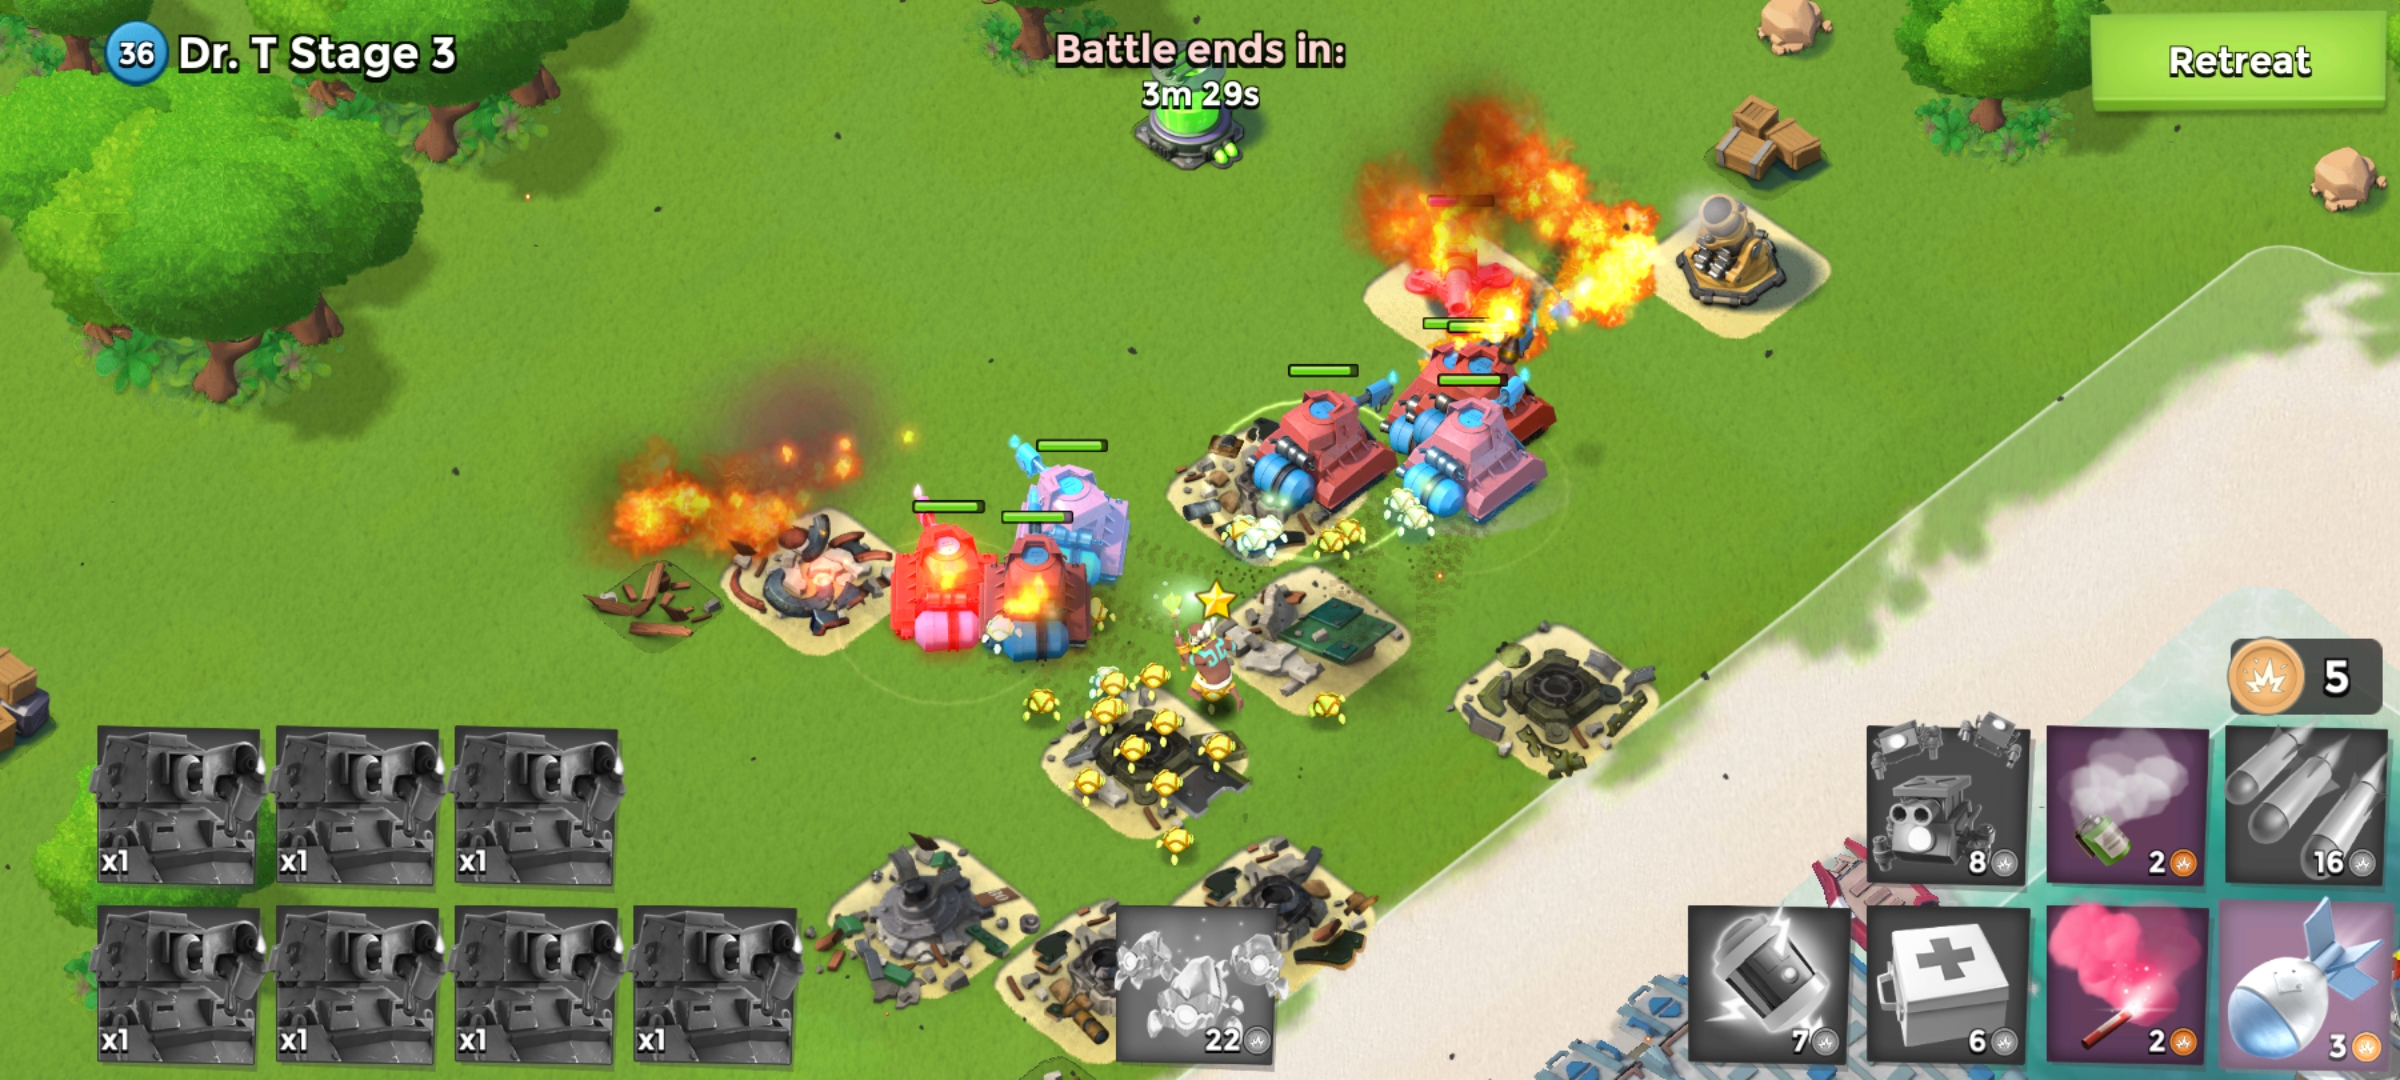 36 Dr. T Stage 3
Battle ends in:
3m 29s
Retreat
5
8
2
16
x1
x1
x1
x1
x1
x1
x1
22
7
6
2
3